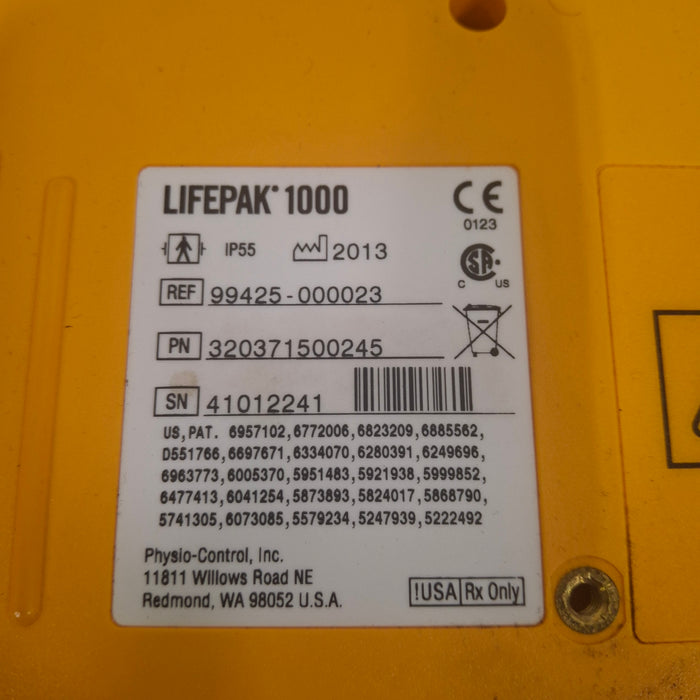 LIFEPAK® 1000
CE
0123
IP55 2013
CSA
C US
REF 99425-000023
PN 320371500245
SN 41012241
US, PAT. 6957102,6772006,6823209,6885562,
D551766,6697671,6334070,6280391,6249696,
6963773,6005370,5951483,5921938,5999852,
6477413,6041254,5873893,5824017,5868790,
5741305,6073085,5579234,5247939,5222492
Physio-Control, Inc.
11811 Willows Road NE
Redmond, WA 98052 U.S.A.
!USA Rx Only